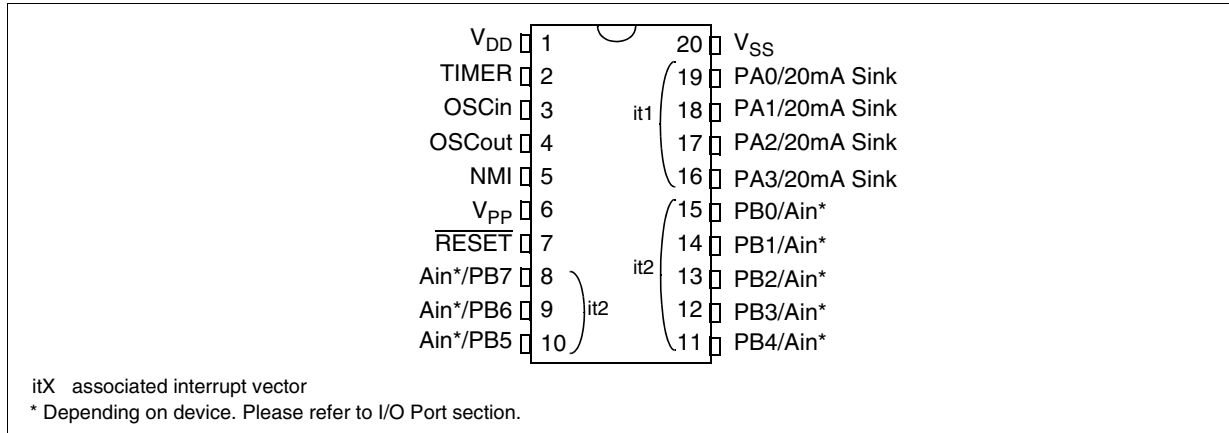 V_DD 1 20 V_SS
TIMER 2 19 PA0/20mA Sink
OSCin 3 it1 18 PA1/20mA Sink
OSCout 4 17 PA2/20mA Sink
NMI 5 16 PA3/20mA Sink
V_PP 6 15 PB0/Ain*
RESET 7 14 PB1/Ain*
Ain*/PB7 8 it2 13 PB2/Ain*
Ain*/PB6 9 it2 12 PB3/Ain*
Ain*/PB5 10 11 PB4/Ain*
itX associated interrupt vector
* Depending on device. Please refer to I/O Port section.